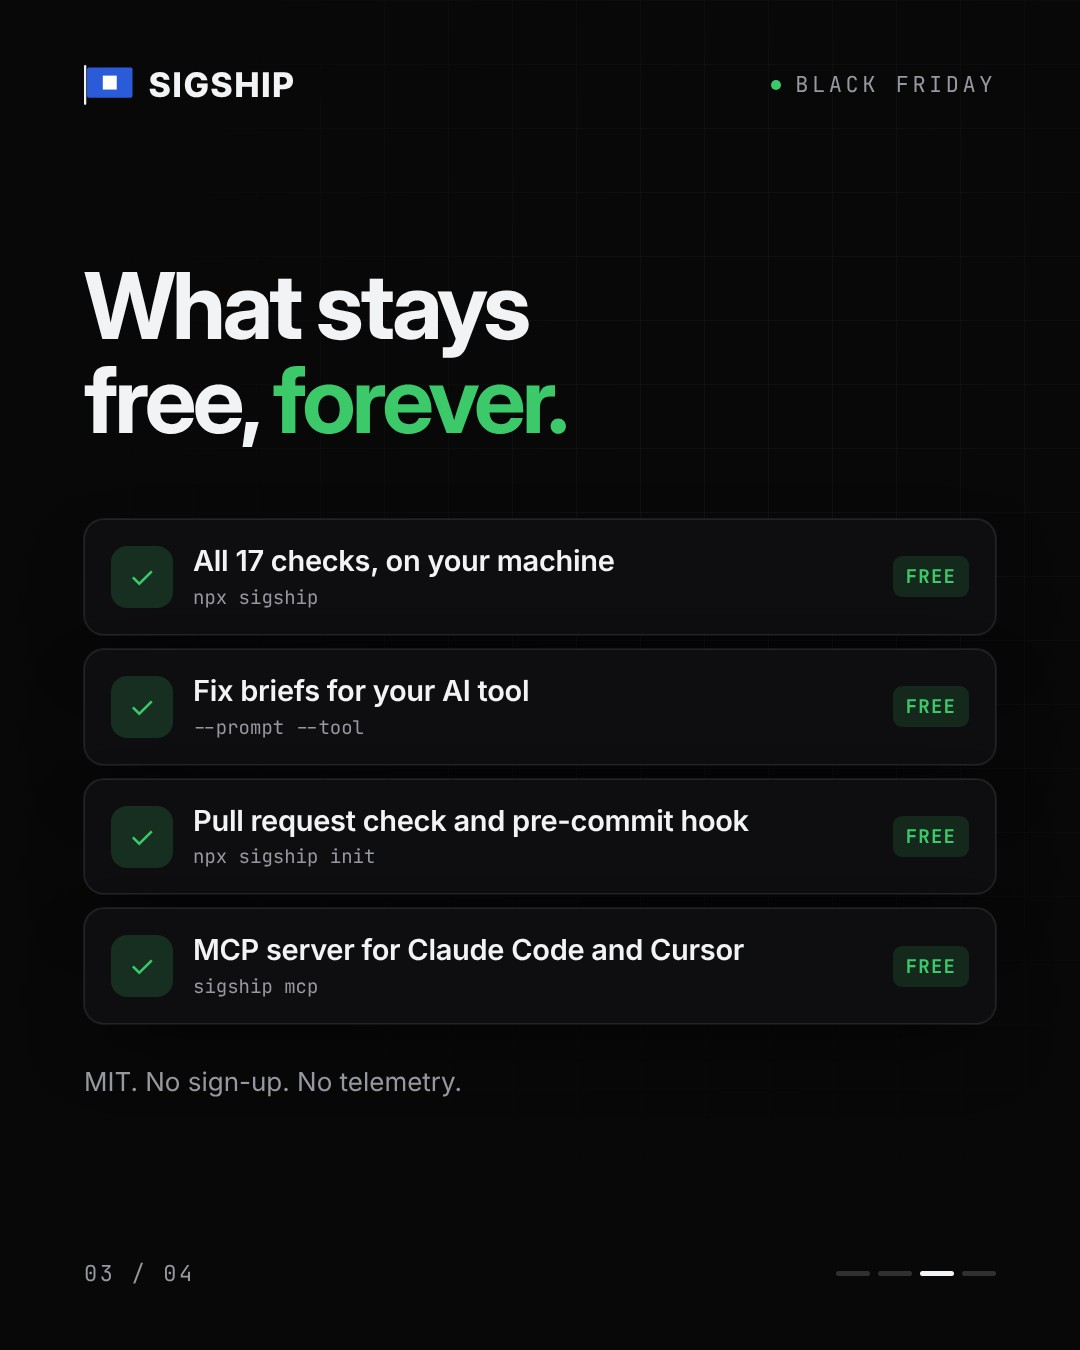 SIGSHIP
BLACK FRIDAY
What stays
free, forever.
All 17 checks, on your machine
npx sigship
FREE
Fix briefs for your AI tool
--prompt --tool
FREE
Pull request check and pre-commit hook
npx sigship init
FREE
MCP server for Claude Code and Cursor
sigship mcp
FREE
MIT. No sign-up. No telemetry.
03 / 04